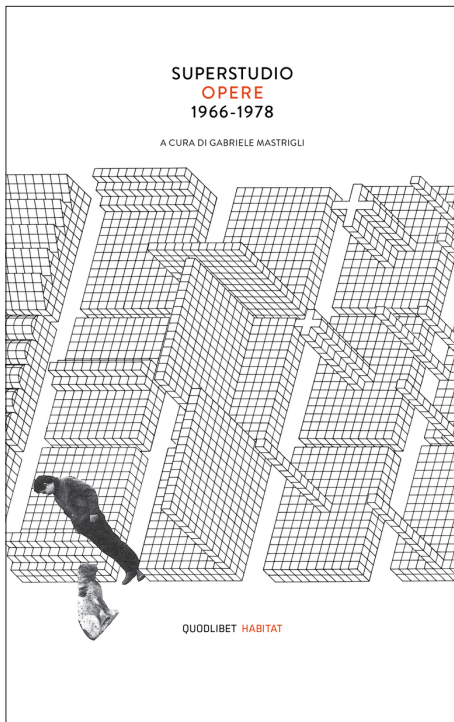 SUPERSTUDIO
OPERE
1966-1978
A CURA DI GABRIELE MASTRIGLI
QUODLIBET HABITAT